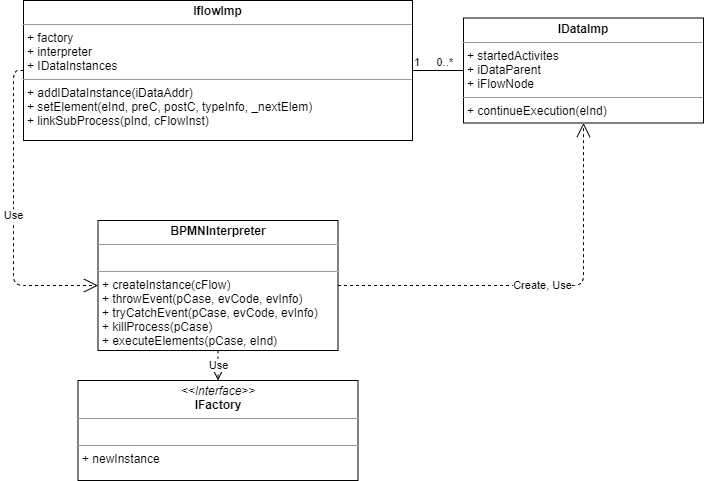 IflowImp
+ factory
+ interpreter
+ IDataInstances
+ addIDataInstance(iDataAddr)
+ setElement(eInd, preC, postC, typeInfo, _nextElem)
+ linkSubProcess(pInd, cFlowInst)
1
0..*
IDataImp
+ startedActivites
+ iDataParent
+ iFlowNode
+ continueExecution(eInd)
Use
BPMNInterpreter
+ createInstance(cFlow)
+ throwEvent(pCase, evCode, evInfo)
+ tryCatchEvent(pCase, evCode, evInfo)
+ killProcess(pCase)
+ executeElements(pCase, eInd)
Create, Use
Use
<<Interface>>
IFactory
+ newInstance